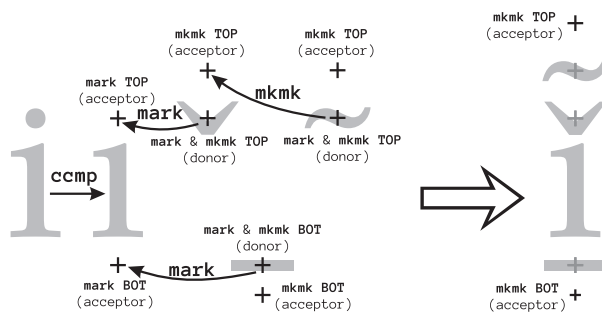 mkmk TOP
(acceptor)
mkmk TOP
(acceptor)
mkmk TOP
(acceptor)
mark TOP
(acceptor)
mkmk
mark
mark & mkmk TOP
(donor)
mark & mkmk TOP
(donor)
i ı ˇ ~
ccmp
ǐ̱̃
mark & mkmk BOT
(donor)
mark
mark BOT
(acceptor)
mkmk BOT
(acceptor)
mkmk BOT
(acceptor)